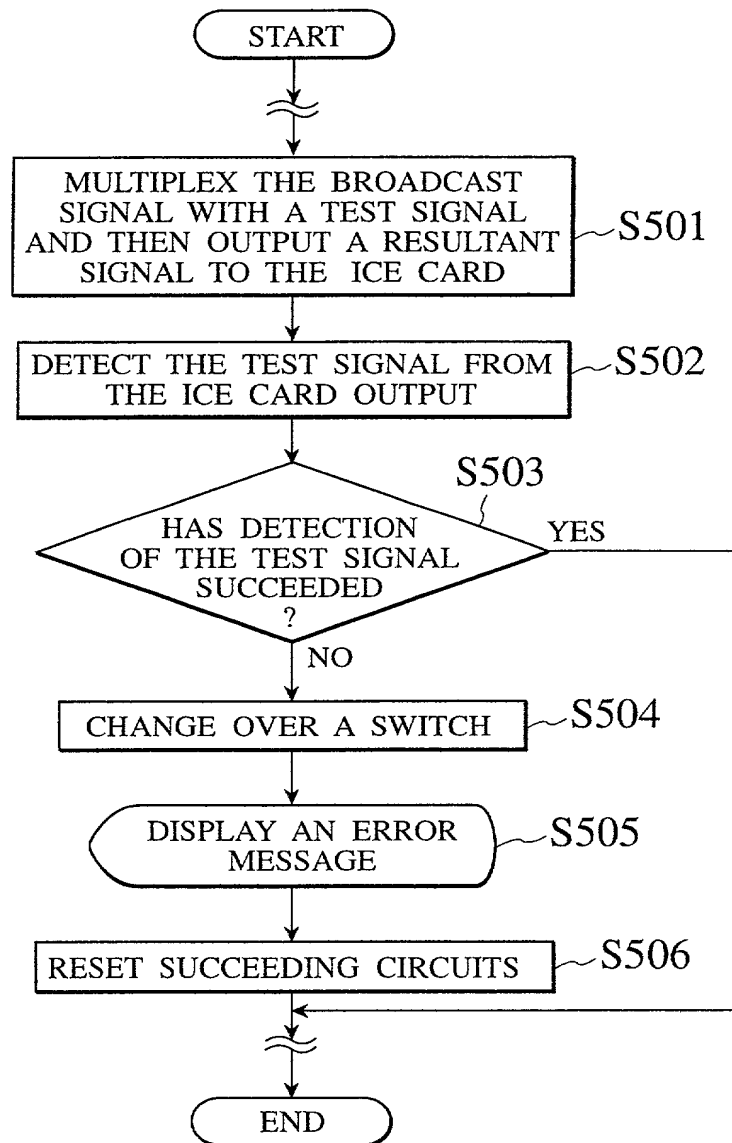 START
MULTIPLEX THE BROADCAST
SIGNAL WITH A TEST SIGNAL
AND THEN OUTPUT A RESULTANT
SIGNAL TO THE ICE CARD
S501
DETECT THE TEST SIGNAL FROM
THE ICE CARD OUTPUT
S502
S503
HAS DETECTION
OF THE TEST SIGNAL
SUCCEEDED
?
YES
NO
CHANGE OVER A SWITCH
S504
DISPLAY AN ERROR
MESSAGE
S505
RESET SUCCEEDING CIRCUITS
S506
END